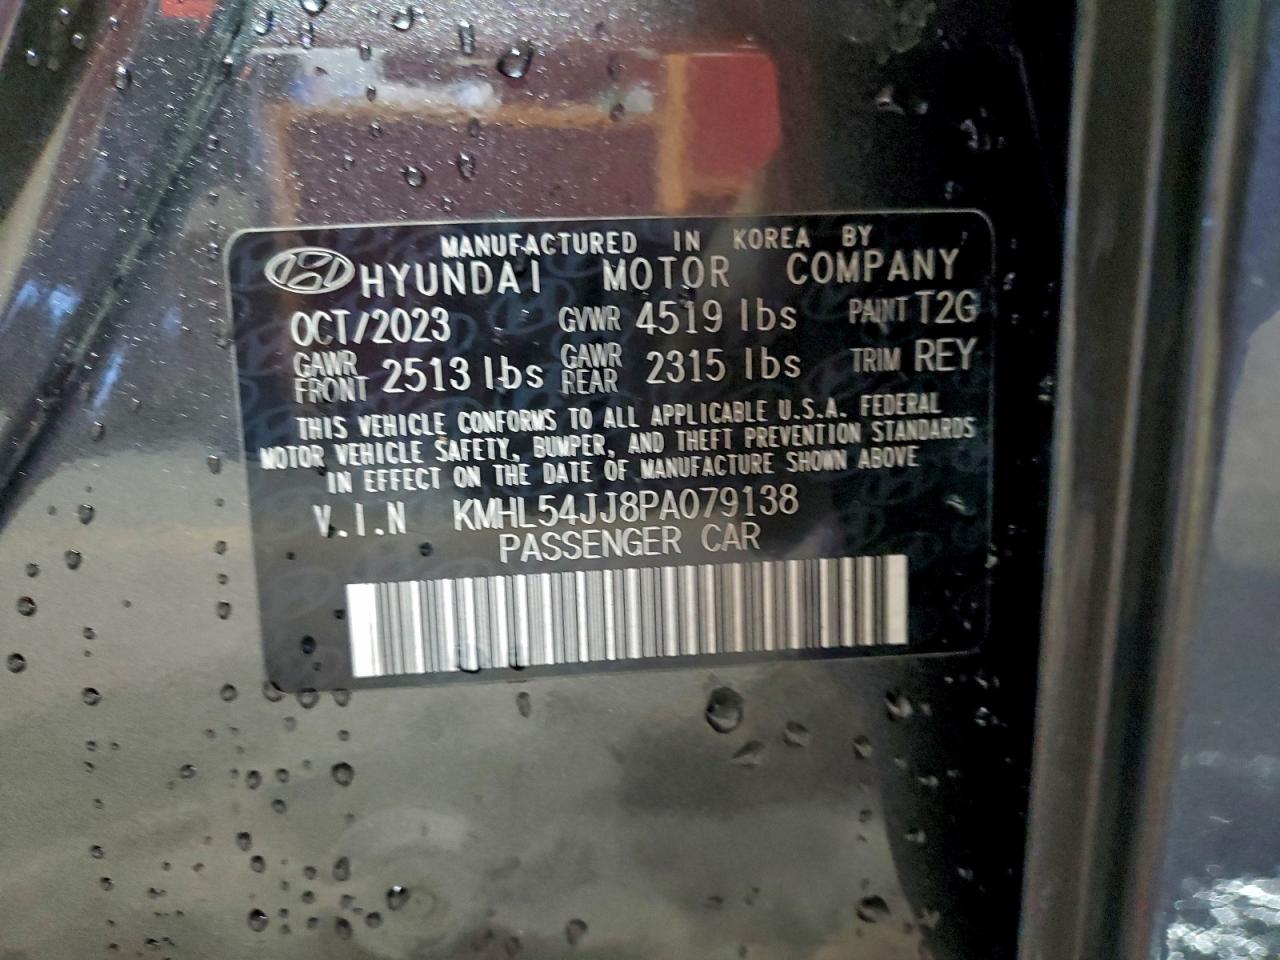 MANUFACTURED IN KOREA BY
HYUNDAI MOTOR COMPANY
OCT/2023 GVWR 4519 lbs PAINT T2G
GAWR FRONT 2513 lbs GAWR REAR 2315 lbs TRIM REY
THIS VEHICLE CONFORMS TO ALL APPLICABLE U.S.A. FEDERAL
MOTOR VEHICLE SAFETY, BUMPER, AND THEFT PREVENTION STANDARDS
IN EFFECT ON THE DATE OF MANUFACTURE SHOWN ABOVE
V.I.N KMHL54JJ8PA079138
PASSENGER CAR